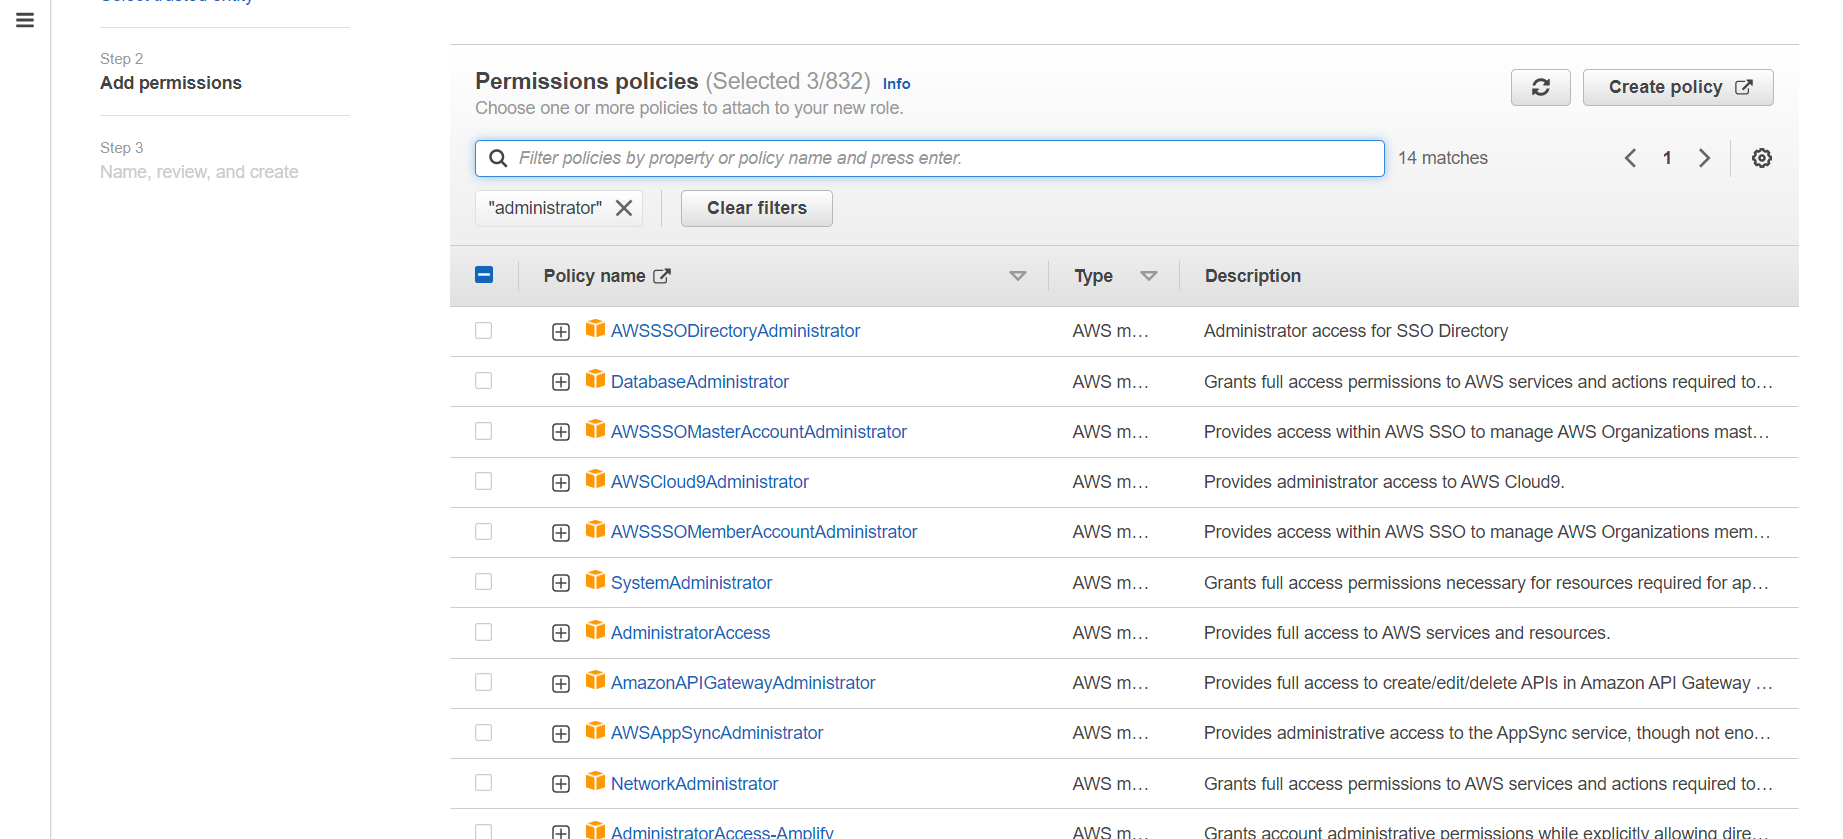 Select trusted entity
Step 2
Add permissions
Step 3
Name, review, and create
Permissions policies (Selected 3/832) Info
Choose one or more policies to attach to your new role.
Create policy
Filter policies by property or policy name and press enter.
14 matches
1
"administrator"
Clear filters
Policy name Type Description
AWSSSODirectoryAdministrator AWS m... Administrator access for SSO Directory
DatabaseAdministrator AWS m... Grants full access permissions to AWS services and actions required to...
AWSSSOMasterAccountAdministrator AWS m... Provides access within AWS SSO to manage AWS Organizations mast...
AWSCloud9Administrator AWS m... Provides administrator access to AWS Cloud9.
AWSSSOMemberAccountAdministrator AWS m... Provides access within AWS SSO to manage AWS Organizations mem...
SystemAdministrator AWS m... Grants full access permissions necessary for resources required for ap...
AdministratorAccess AWS m... Provides full access to AWS services and resources.
AmazonAPIGatewayAdministrator AWS m... Provides full access to create/edit/delete APIs in Amazon API Gateway ...
AWSAppSyncAdministrator AWS m... Provides administrative access to the AppSync service, though not eno...
NetworkAdministrator AWS m... Grants full access permissions to AWS services and actions required to...
AdministratorAccess-Amplify AWS m... Grants account administrative permissions while explicitly allowing dire...